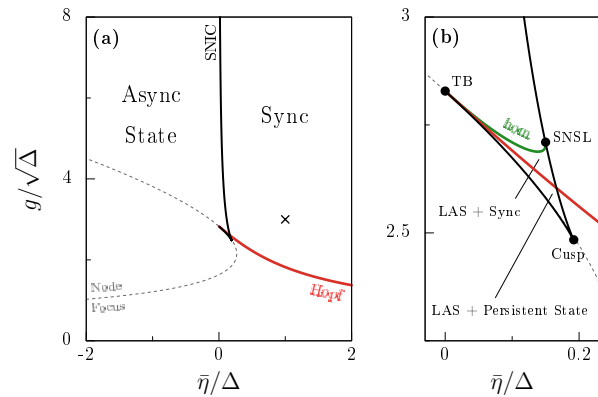 8
(a)
SNIC
Async
State
Sync
g/√Δ
4
Node
Focus
Hopf
0
-2
0
2
η̄/Δ
3
(b)
TB
hom
SNSL
2.5
LAS + Sync
Cusp
LAS + Persistent State
0
0.2
η̄/Δ